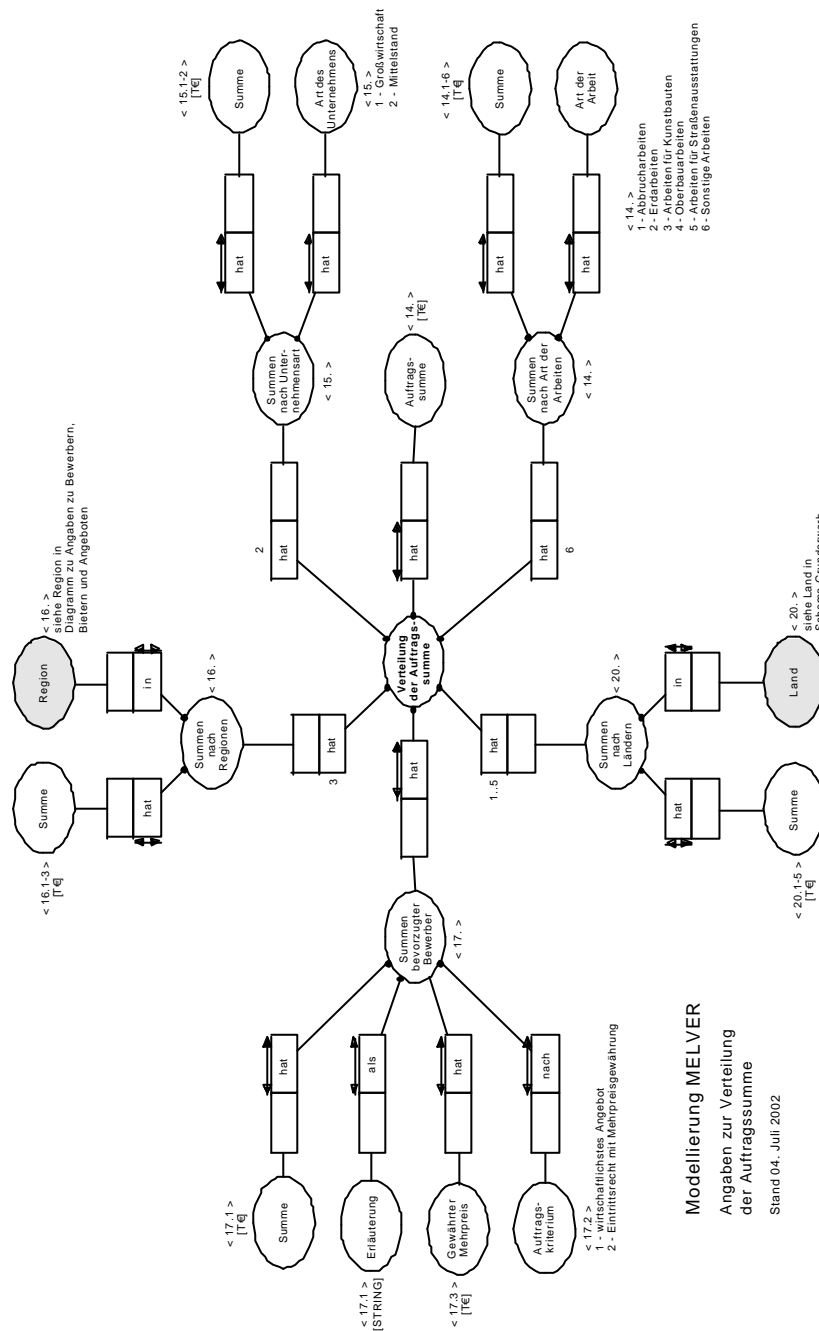 < 16. >
siehe Region in
Diagramm zu Angaben zu Bewerbern,
Bietern und Angeboten
Region
in
< 16.1-3 >
[T€]
Summe
hat
Summen
nach
Regionen
< 16. >
3
hat
< 15.1-2 >
[T€]
Summe
hat
Art des
Unternehmens
< 15. >
1 - Großwirtschaft
2 - Mittelstand
hat
Summen
nach Unter-
nehmensart
< 15. >
2
hat
< 17.1 >
[T€]
Summe
hat
Erläuterung
< 17.1 >
[STRING]
als
Gewährter
Mehrpreis
< 17.3 >
[T€]
hat
Auftrags-
kriterium
< 17.2 >
1 - wirtschaftlichstes Angebot
2 - Eintrittsrecht mit Mehrpreisgewährung
nach
Summen
bevorzugter
Bewerber
< 17. >
hat
Verteilung
der Auftrags-
summe
hat
Auftrags-
summe
< 14. >
[T€]
1..5
hat
Summen
nach
Ländern
< 20. >
hat
Summe
< 20.1-5 >
[T€]
in
Land
< 20. >
siehe Land in
6
hat
Summen
nach Art der
Arbeiten
< 14. >
hat
Summe
< 14.1-6 >
[T€]
hat
Art der
Arbeit
< 14. >
1 - Abbrucharbeiten
2 - Erdarbeiten
3 - Arbeiten für Kunstbauten
4 - Oberbauarbeiten
5 - Arbeiten für Straßenausstattungen
6 - Sonstige Arbeiten
Modellierung MELVER
Angaben zur Verteilung
der Auftragssumme
Stand 04. Juli 2002